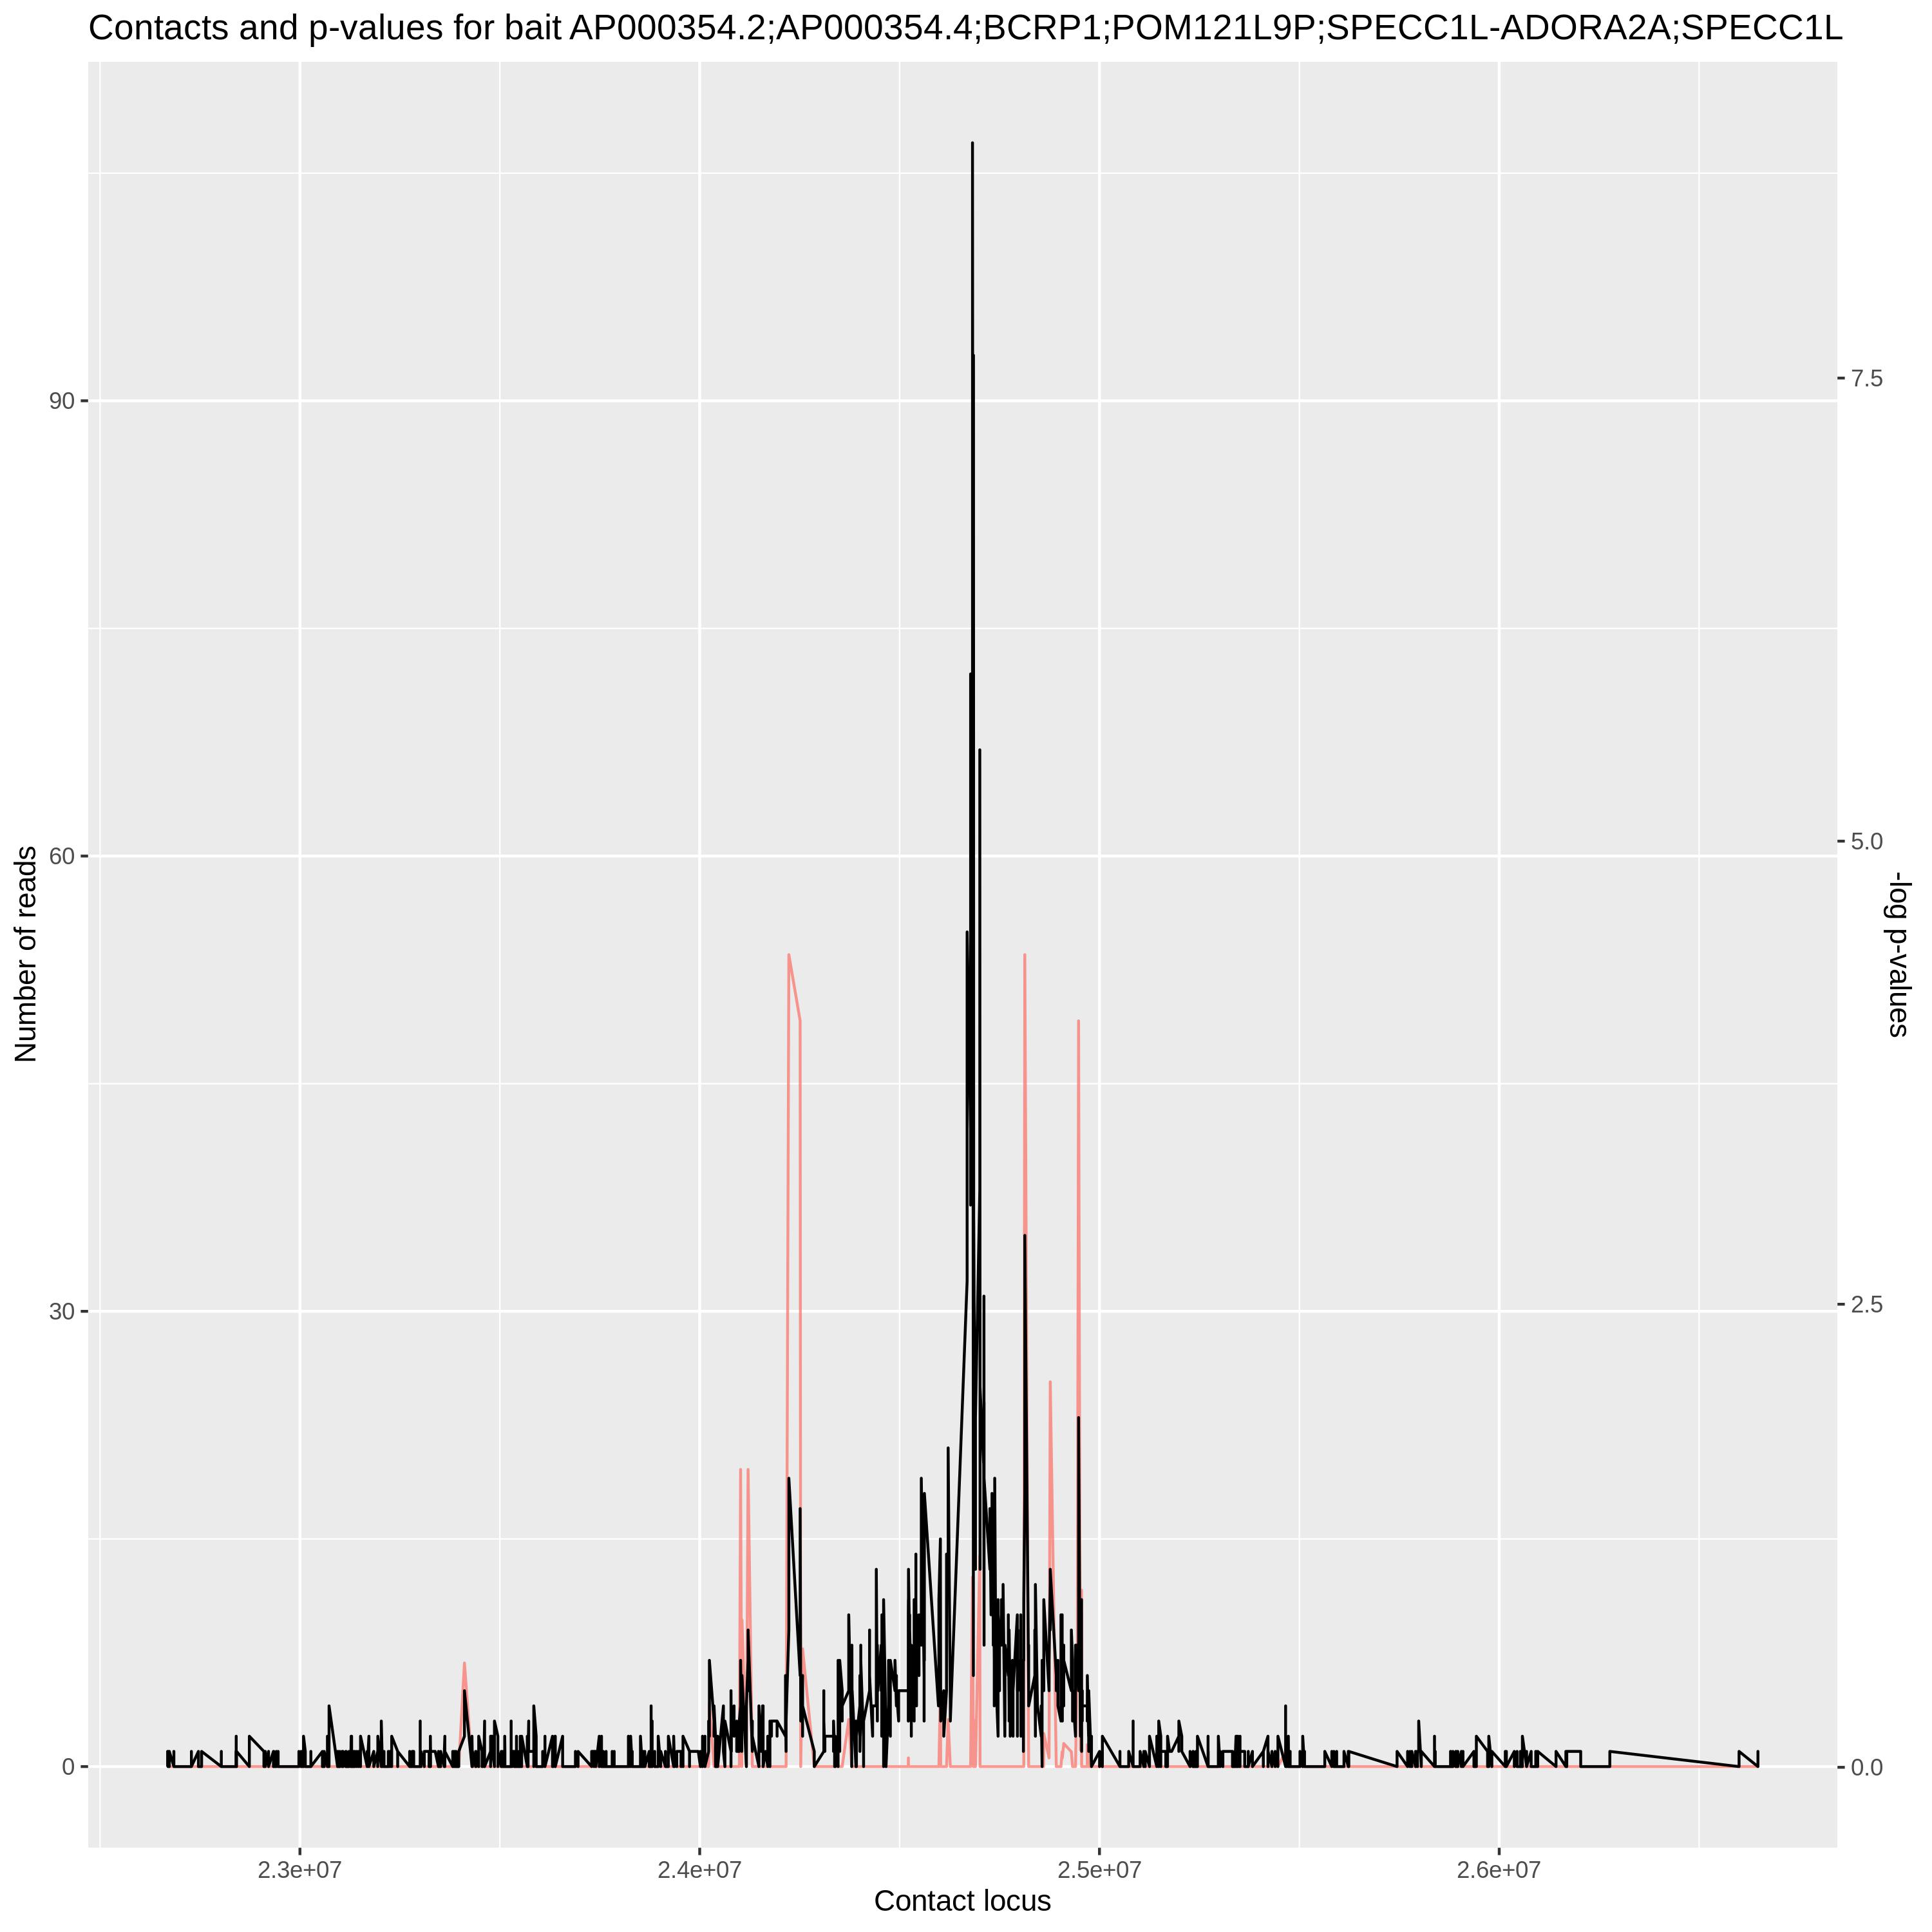 Contacts and p-values for bait AP000354.2;AP000354.4;BCRP1;POM121L9P;SPECC1L-ADORA2A;SPECC1L
90
60
30
0
Number of reads
7.5
5.0
2.5
0.0
-log p-values
2.3e+07
2.4e+07
2.5e+07
2.6e+07
Contact locus